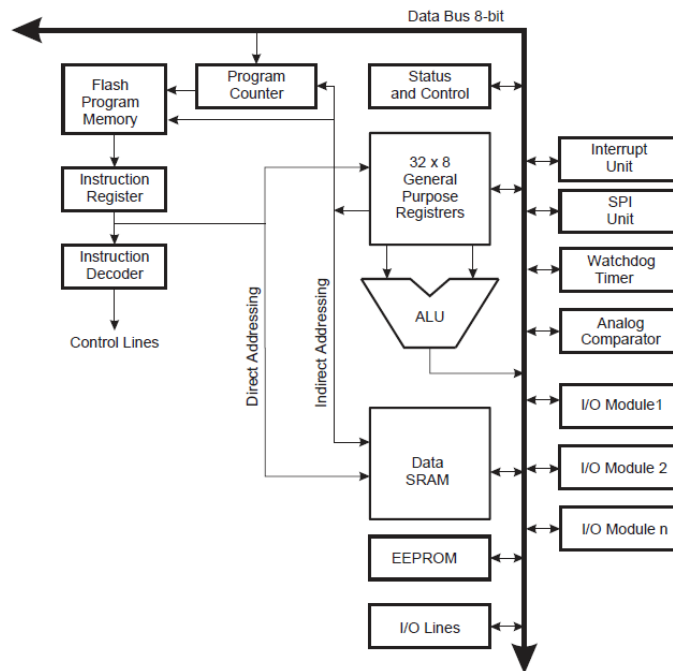 Data Bus 8-bit
Flash
Program
Memory
Program
Counter
Status
and Control
Instruction
Register
32 x 8
General
Purpose
Registrers
Interrupt
Unit
SPI
Unit
Instruction
Decoder
Watchdog
Timer
Control Lines
Direct Addressing
Indirect Addressing
ALU
Analog
Comparator
I/O Module1
Data
SRAM
I/O Module 2
I/O Module n
EEPROM
I/O Lines